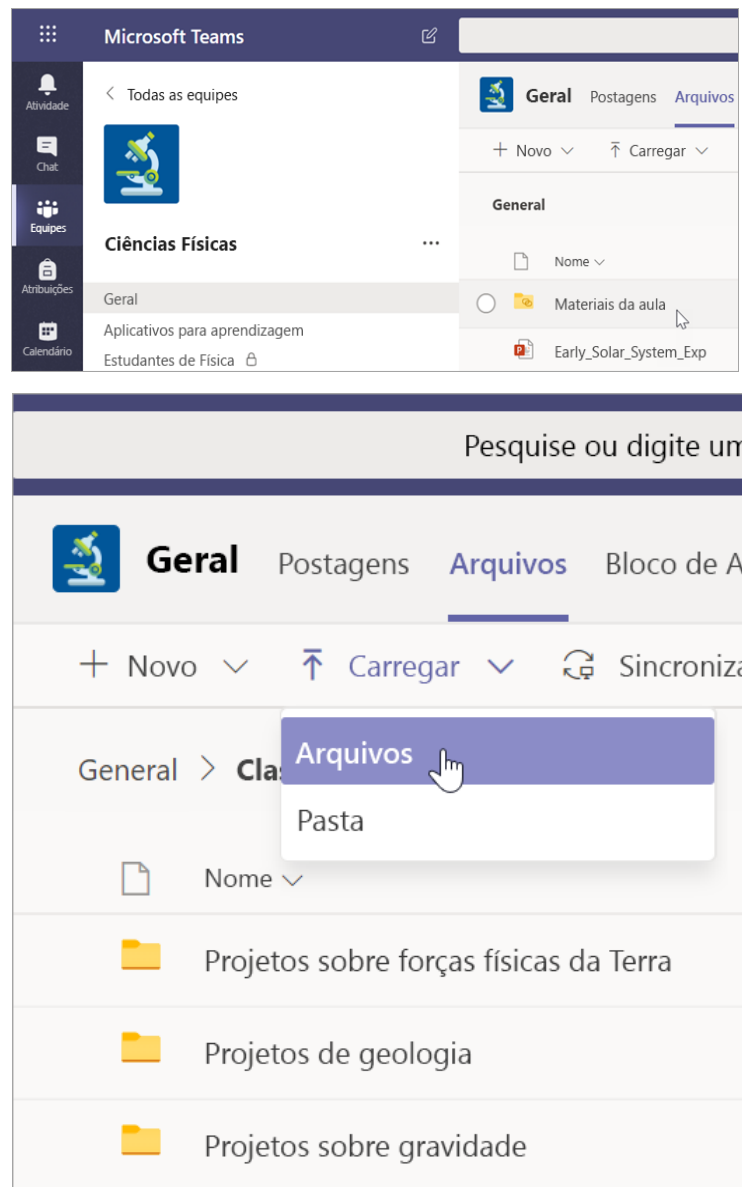 Microsoft Teams
Atividade
Chat
Equipes
Atribuições
Calendário
Todas as equipes
Ciências Físicas
Geral
Aplicativos para aprendizagem
Estudantes de Física
Geral Postagens Arquivos
Novo Carregar
General
Nome
Materiais da aula
Early_Solar_System_Exp
Pesquise ou digite um
Geral Postagens Arquivos Bloco de A
Novo Carregar Sincroniza
General > Clas
Arquivos
Pasta
Nome
Projetos sobre forças físicas da Terra
Projetos de geologia
Projetos sobre gravidade